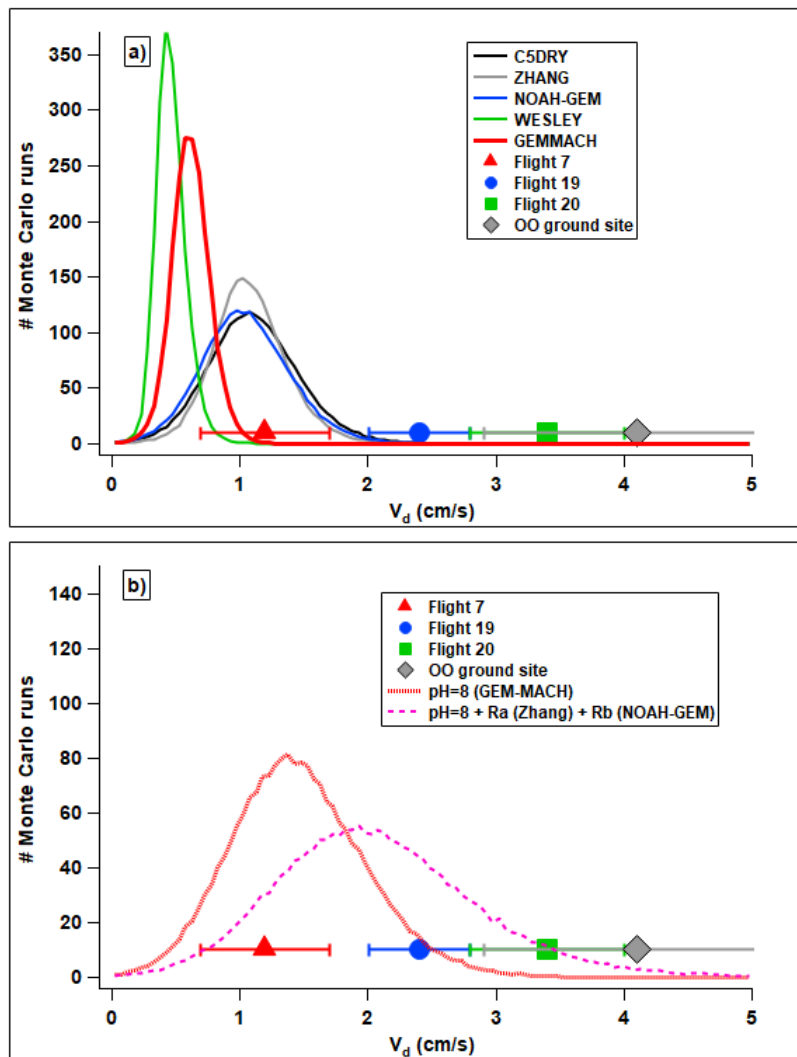 a)
# Monte Carlo runs
350
300
250
200
150
100
50
0
C5DRY
ZHANG
NOAH-GEM
WESLEY
GEMMACH
Flight 7
Flight 19
Flight 20
OO ground site
0 1 2 3 4 5
Vd (cm/s)
b)
# Monte Carlo runs
140
120
100
80
60
40
20
0
Flight 7
Flight 19
Flight 20
OO ground site
pH=8 (GEM-MACH)
pH=8 + Ra (Zhang) + Rb (NOAH-GEM)
0 1 2 3 4 5
Vd (cm/s)